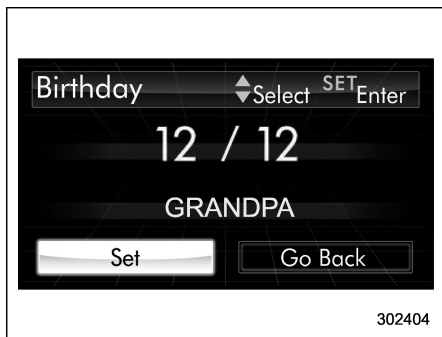 Birthday Select SET Enter
12 / 12
GRANDPA
Set Go Back
302404